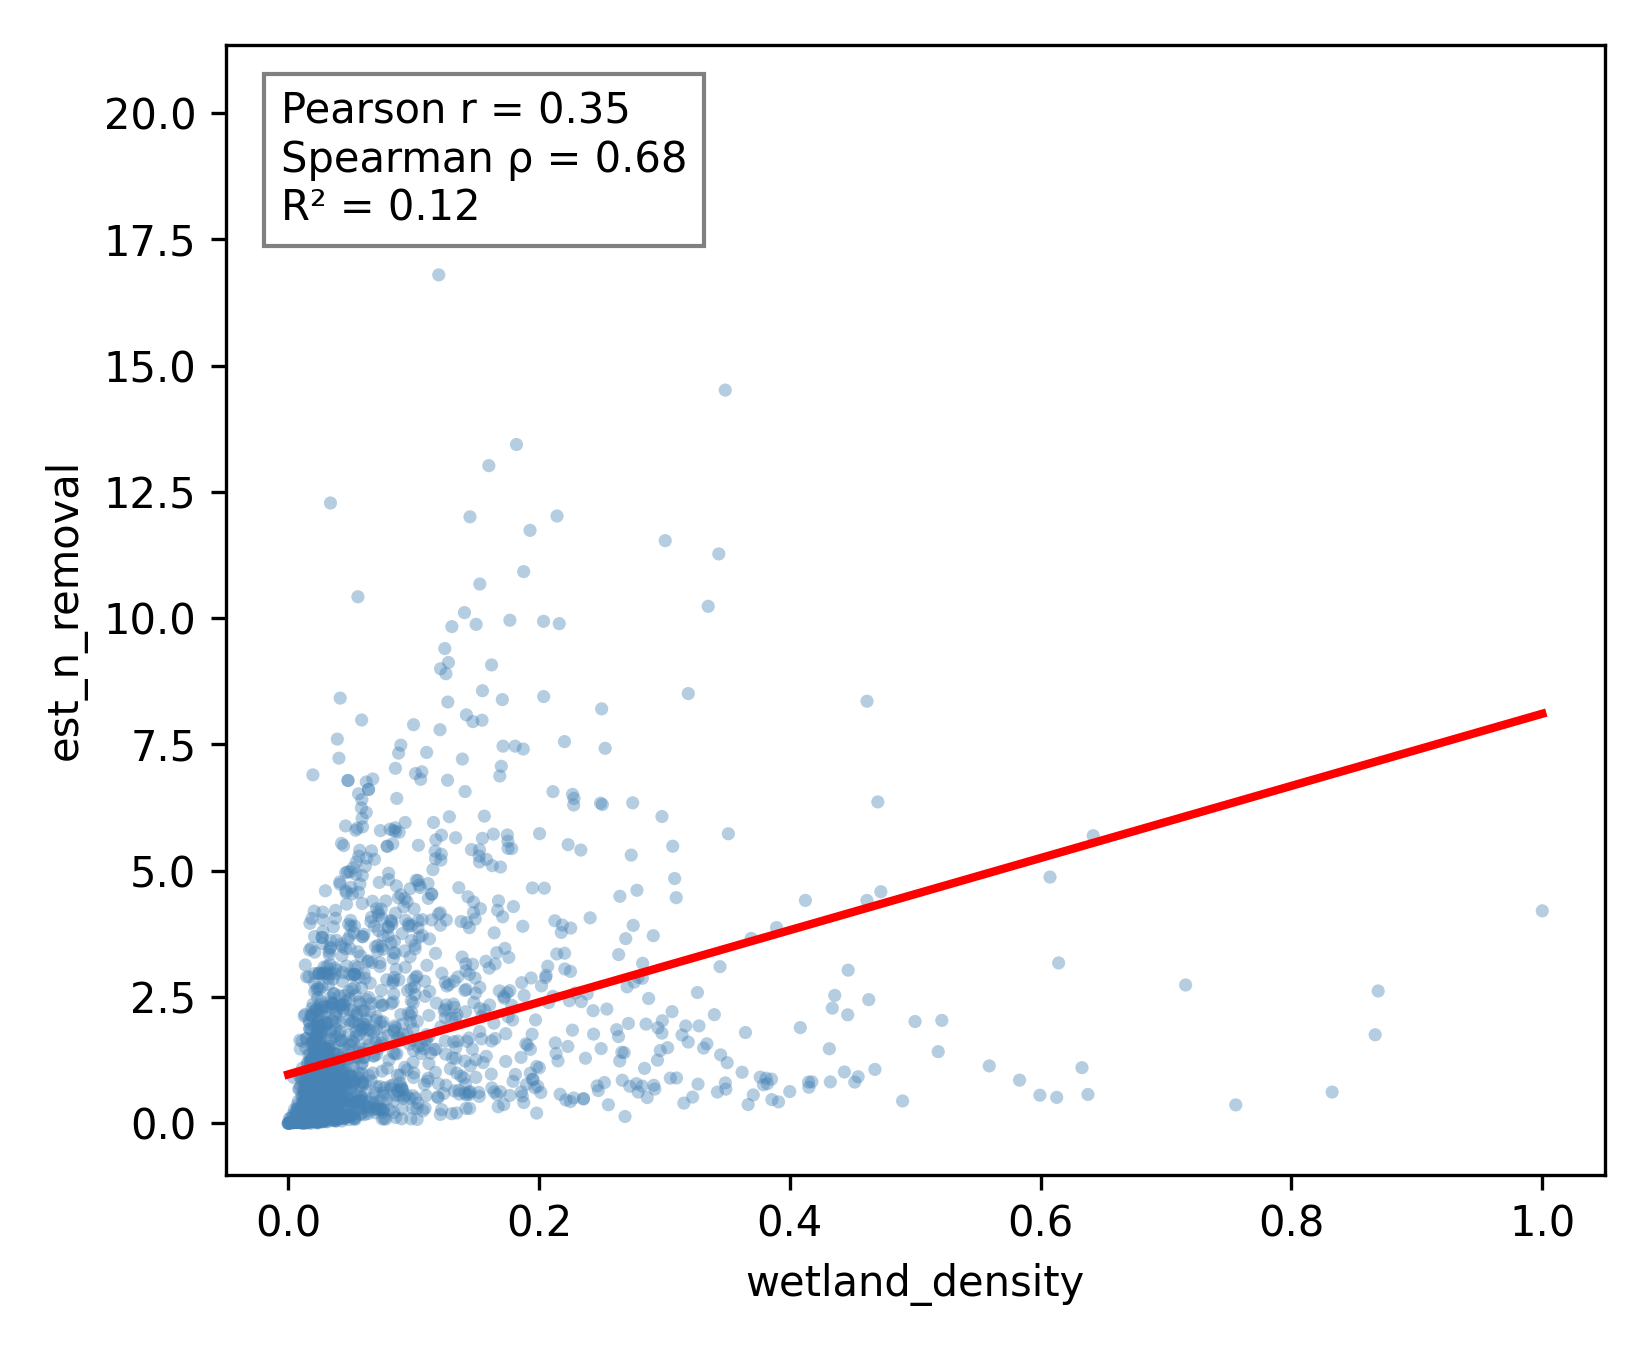 Pearson r = 0.35
Spearman ρ = 0.68
R² = 0.12
20.0
17.5
15.0
12.5
10.0
7.5
5.0
2.5
0.0
est_n_removal
0.0 0.2 0.4 0.6 0.8 1.0
wetland_density